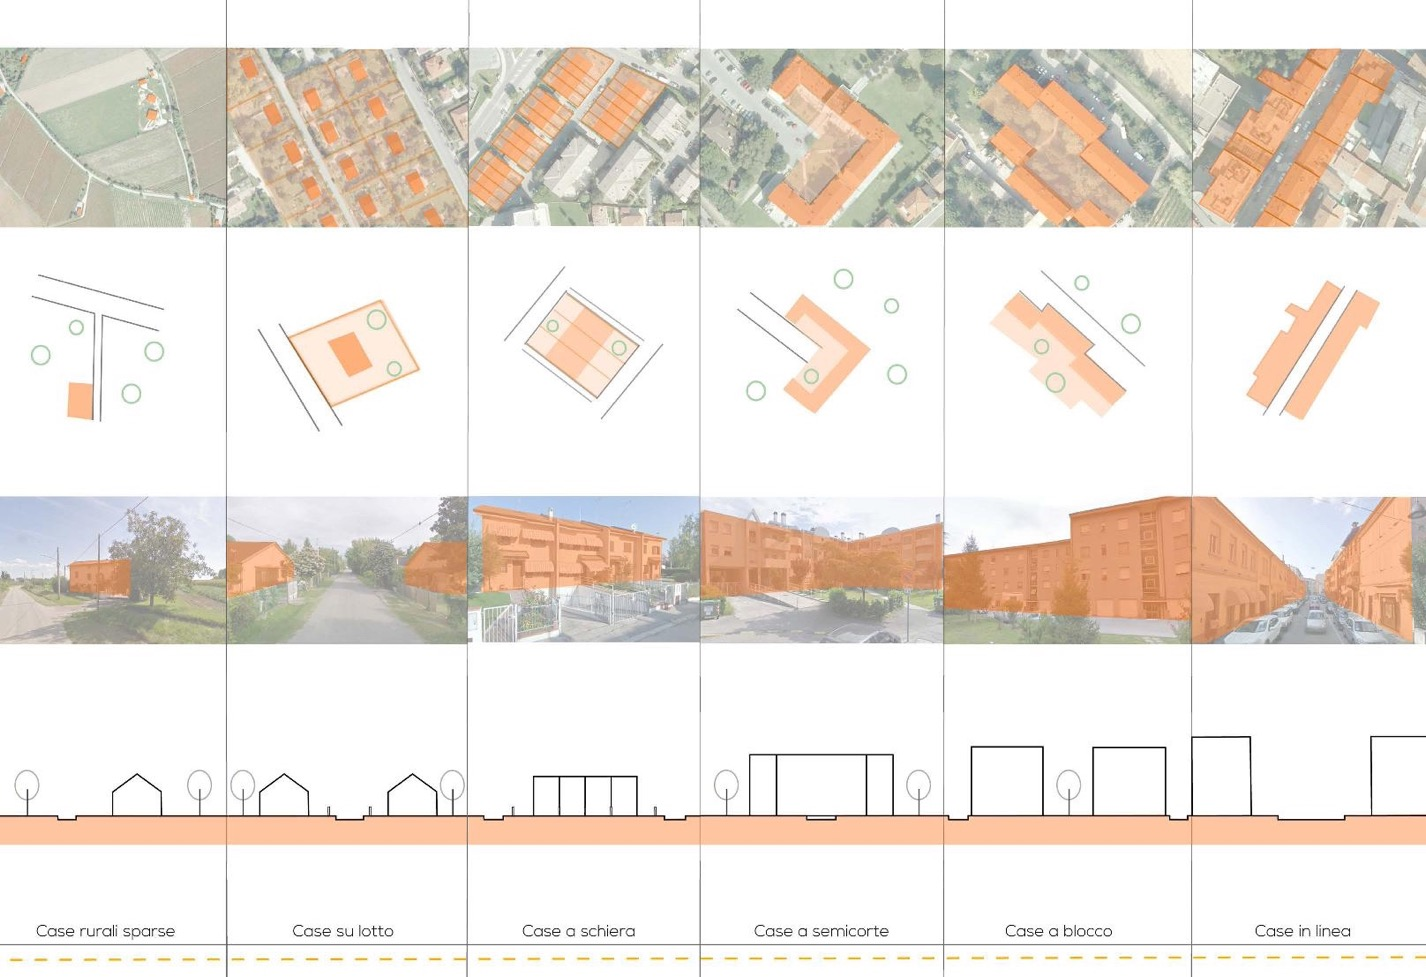 Case rurali sparse
Case su lotto
Case a schiera
Case a semicorte
Case a blocco
Case in linea